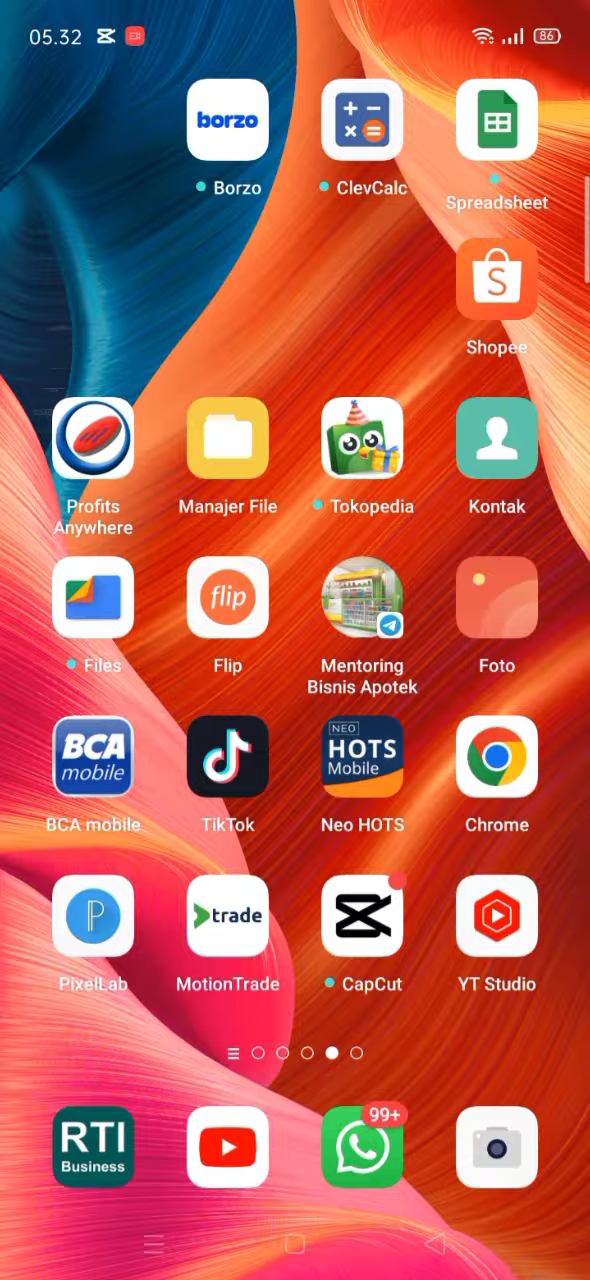 05.32
86
borzo
Borzo
ClevCalc
Spreadsheet
S
Shopee
Profits
Anywhere
Manajer File
Tokopedia
Kontak
flip
Files
Flip
Mentoring
Bisnis Apotek
Foto
BCA
mobile
NEO
HOTS
Mobile
BCA mobile
TikTok
Neo HOTS
Chrome
P
trade
PixelLab
MotionTrade
CapCut
YT Studio
RTI
Business
99+